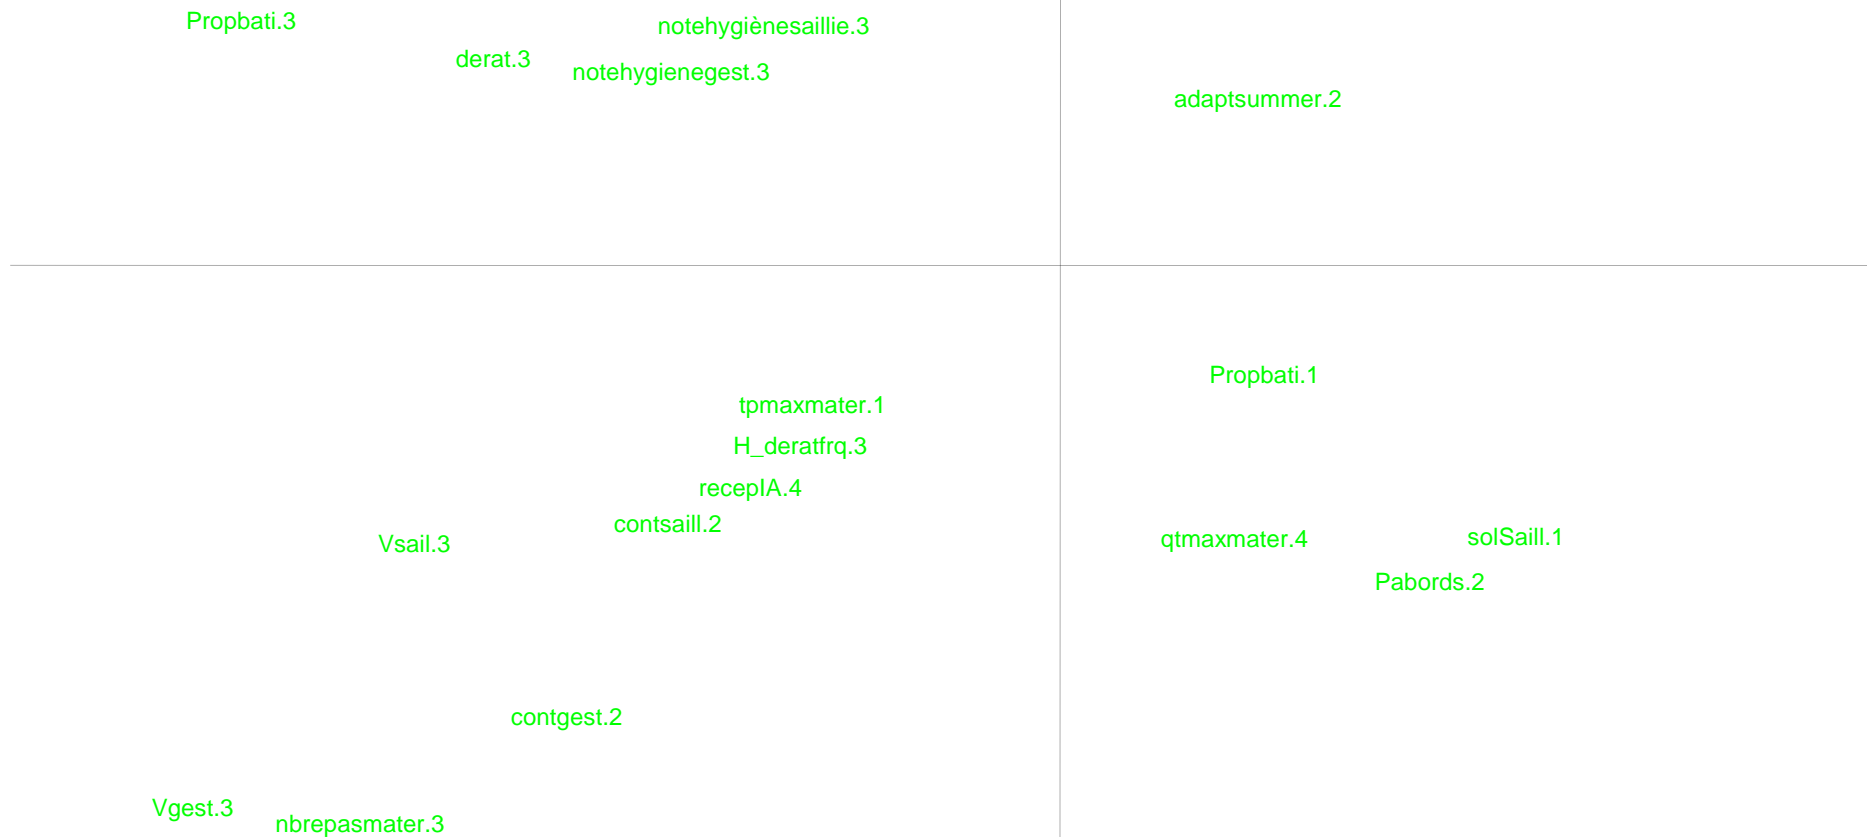 Propbati.3
notehygiènesaillie.3
derat.3
notehygienegest.3
adaptsummer.2
Propbati.1
tpmaxmater.1
H_deratfrq.3
recepIA.4
contsaill.2
Vsail.3
qtmaxmater.4
solSaill.1
Pabords.2
contgest.2
Vgest.3
nbrepasmater.3